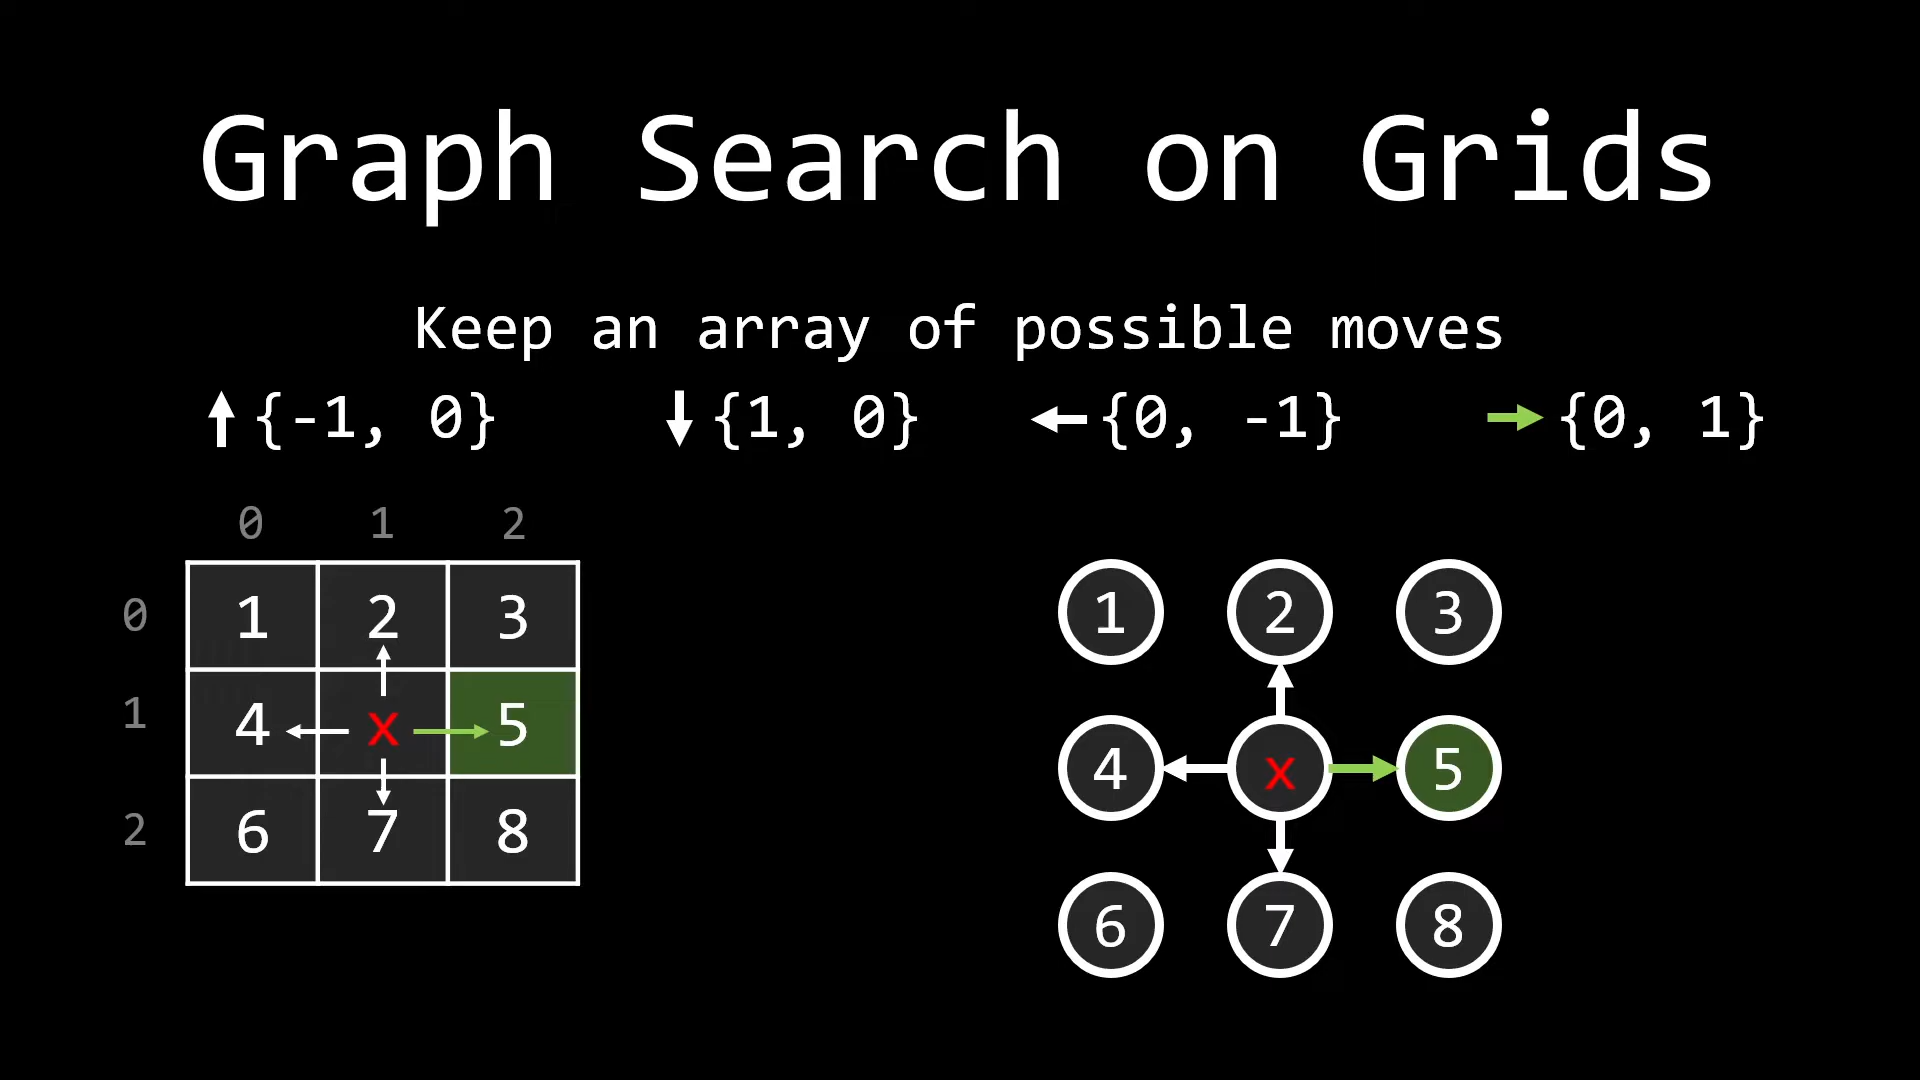 Graph Search on Grids
Keep an array of possible moves
{-1, 0} {1, 0} {0, -1} {0, 1}
0 1 2
0 1 2 3
1 4 x 5
2 6 7 8
1 2 3
4 x 5
6 7 8